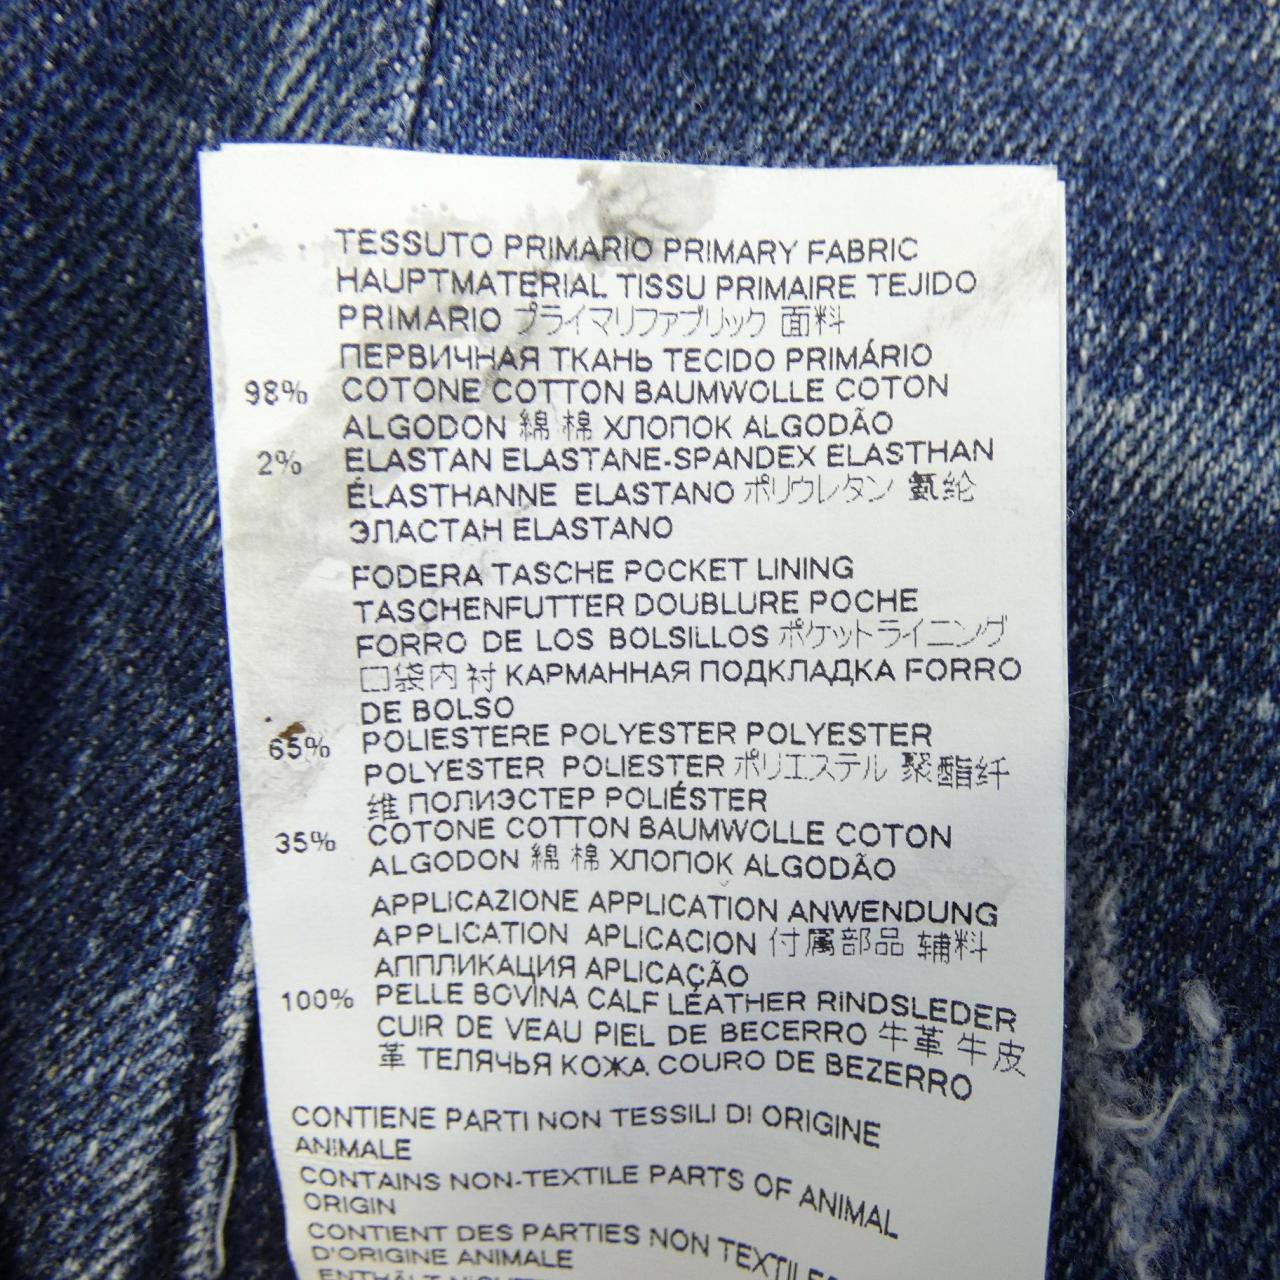 TESSUTO PRIMARIO PRIMARY FABRIC
HAUPTMATERIAL TISSU PRIMAIRE TEJIDO
PRIMARIO プライマリファブリック 面料
ПЕРВИЧНАЯ ТКАНЬ TECIDO PRIMÁRIO
98% COTONE COTTON BAUMWOLLE COTON
ALGODON 綿 棉 ХЛОПОК ALGODÃO
2% ELASTAN ELASTANE-SPANDEX ELASTHAN
ÉLASTHANNE ELASTANO ポリウレタン 氨纶
ЭЛАСТАН ELASTANO
FODERA TASCHE POCKET LINING
TASCHENFUTTER DOUBLURE POCHE
FORRO DE LOS BOLSILLOS ポケットライニング
口袋内衬 КАРМАННАЯ ПОДКЛАДКА FORRO
DE BOLSO
65% POLIESTERE POLYESTER POLYESTER
POLYESTER POLIESTER ポリエステル 聚酯纤
维 ПОЛИЭСТЕР POLIÉSTER
35% COTONE COTTON BAUMWOLLE COTON
ALGODON 綿 棉 ХЛОПОК ALGODÃO
APPLICAZIONE APPLICATION ANWENDUNG
APPLICATION APLICACION 付属部品 辅料
АППЛИКАЦИЯ APLICAÇÃO
100% PELLE BOVINA CALF LEATHER RINDSLEDER
CUIR DE VEAU PIEL DE BECERRO 牛革 牛皮
革 ТЕЛЯЧЬЯ КОЖА COURO DE BEZERRO
CONTIENE PARTI NON TESSILI DI ORIGINE
ANIMALE
CONTAINS NON-TEXTILE PARTS OF ANIMAL
ORIGIN
CONTIENT DES PARTIES NON
D'ORIGINE ANIMALE